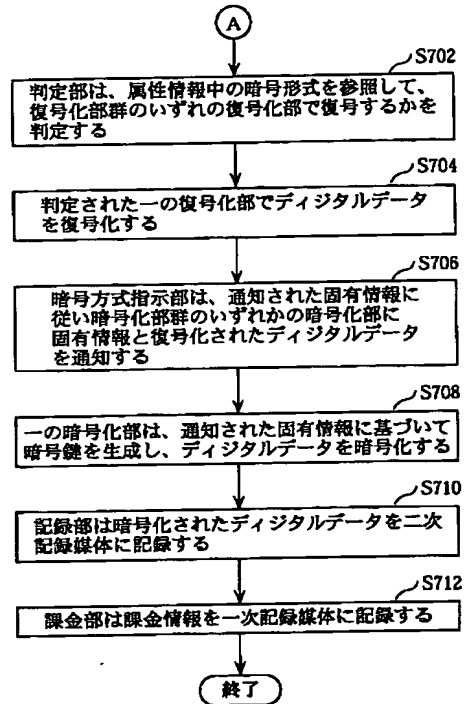 A
S702
判定部は、属性情報中の暗号形式を参照して、
復号化部群のいずれの復号化部で復号するかを
判定する
S704
判定された一の復号化部でディジタルデータ
を復号化する
S706
暗号方式指示部は、通知された固有情報に
従い暗号化部群のいずれかの暗号化部に
固有情報と復号化されたディジタルデータ
を通知する
S708
一の暗号化部は、通知された固有情報に基づいて
暗号鍵を生成し、ディジタルデータを暗号化する
S710
記録部は暗号化されたディジタルデータを二次
記録媒体に記録する
S712
課金部は課金情報を一次記録媒体に記録する
終了